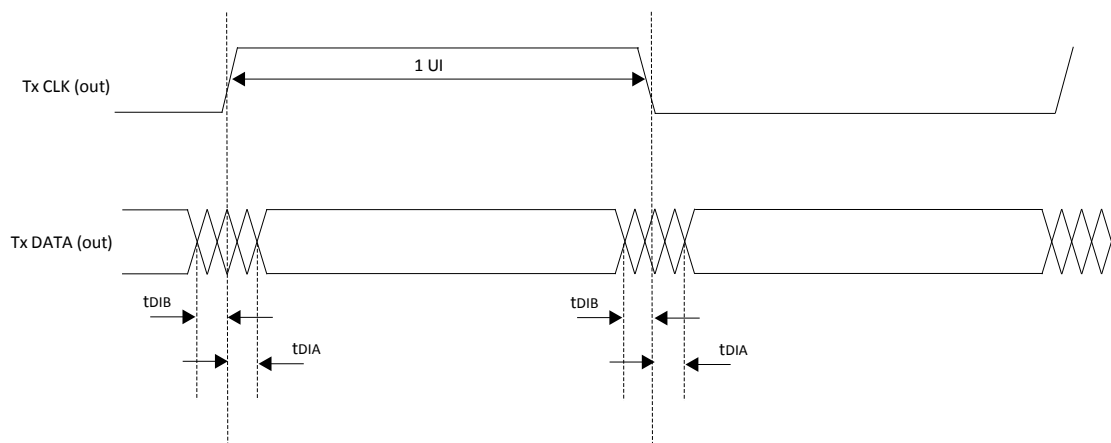 1 UI
Tx CLK (out)
Tx DATA (out)
tDIB
tDIB
tDIA
tDIA